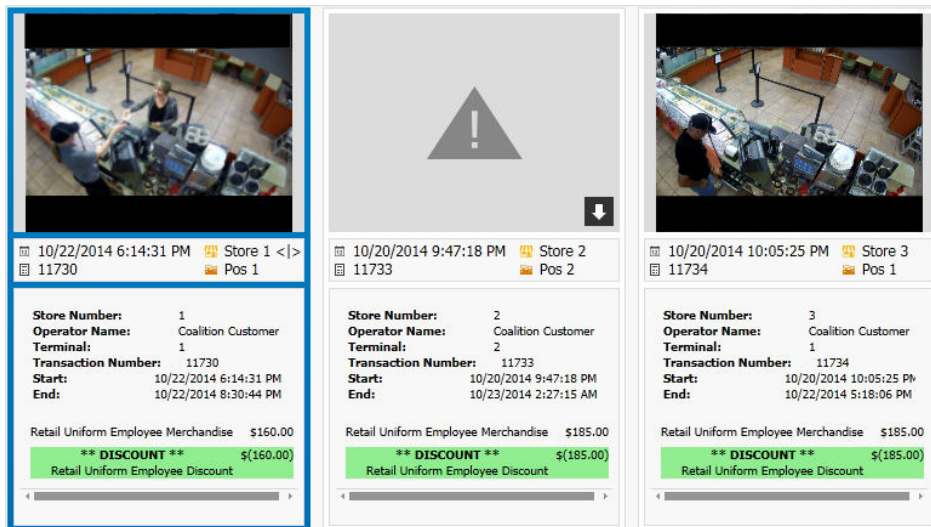 10/22/2014 6:14:31 PM Store 1 <|>
11730 Pos 1
Store Number: 1
Operator Name: Coalition Customer
Terminal: 1
Transaction Number: 11730
Start: 10/22/2014 6:14:31 PM
End: 10/22/2014 8:30:44 PM
Retail Uniform Employee Merchandise $160.00
** DISCOUNT ** $(160.00)
Retail Uniform Employee Discount
10/20/2014 9:47:18 PM Store 2
11733 Pos 2
Store Number: 2
Operator Name: Coalition Customer
Terminal: 2
Transaction Number: 11733
Start: 10/20/2014 9:47:18 PM
End: 10/23/2014 2:27:15 AM
Retail Uniform Employee Merchandise $185.00
** DISCOUNT ** $(185.00)
Retail Uniform Employee Discount
10/20/2014 10:05:25 PM Store 3
11734 Pos 1
Store Number: 3
Operator Name: Coalition Customer
Terminal: 1
Transaction Number: 11734
Start: 10/20/2014 10:05:25 PM
End: 10/22/2014 5:18:06 PM
Retail Uniform Employee Merchandise $185.00
** DISCOUNT ** $(185.00)
Retail Uniform Employee Discount